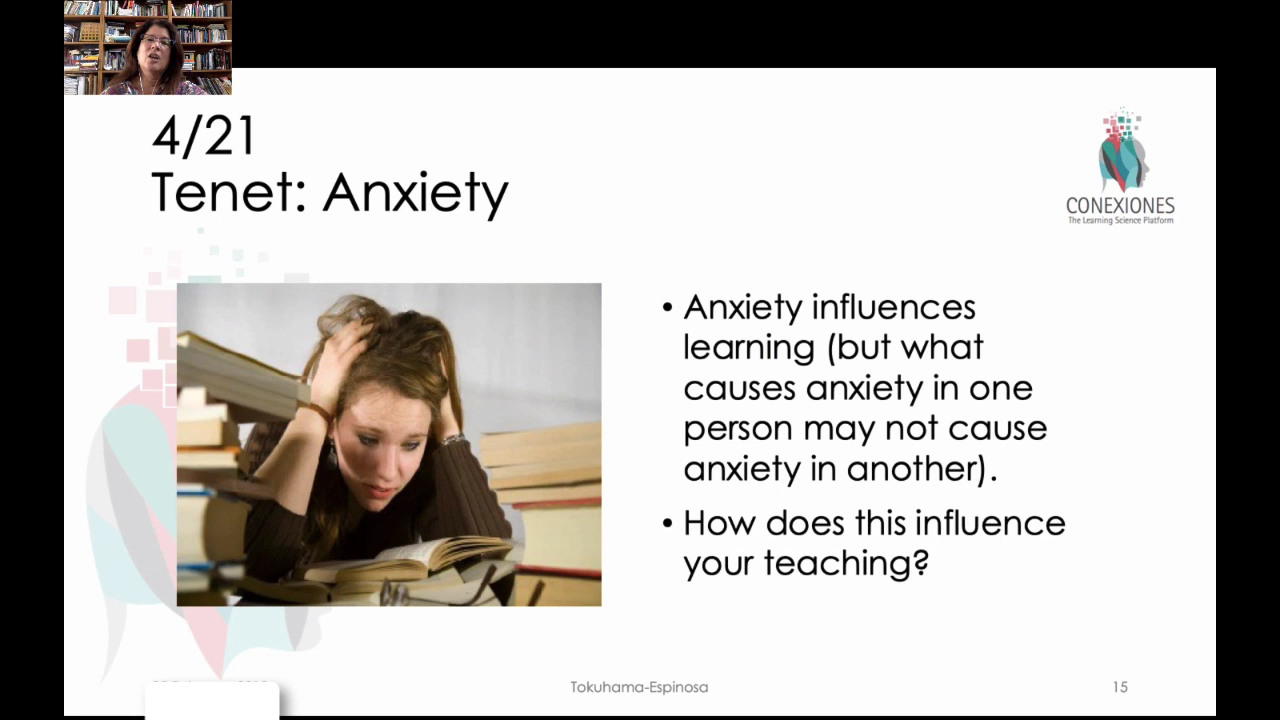 4/21
Tenet: Anxiety
CONEXIONES
The Learning Science Platform
• Anxiety influences
learning (but what
causes anxiety in one
person may not cause
anxiety in another).
• How does this influence
your teaching?
Tokuhama-Espinosa
15